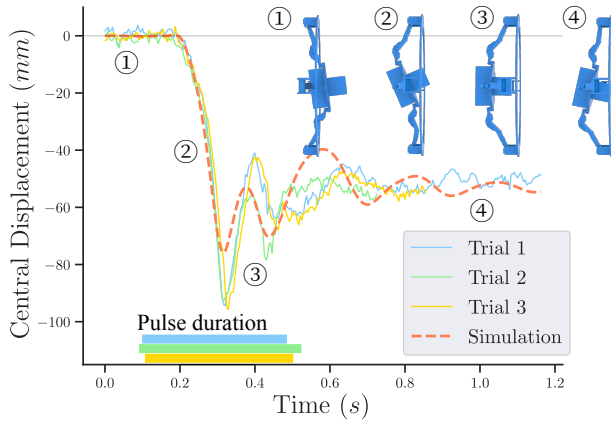 ① ② ③ ④
0
①
−20
②
−40
−60
④
−80
③
−100
Central Displacement (mm)
Trial 1
Trial 2
Trial 3
Simulation
Pulse duration
0.0 0.2 0.4 0.6 0.8 1.0 1.2
Time (s)